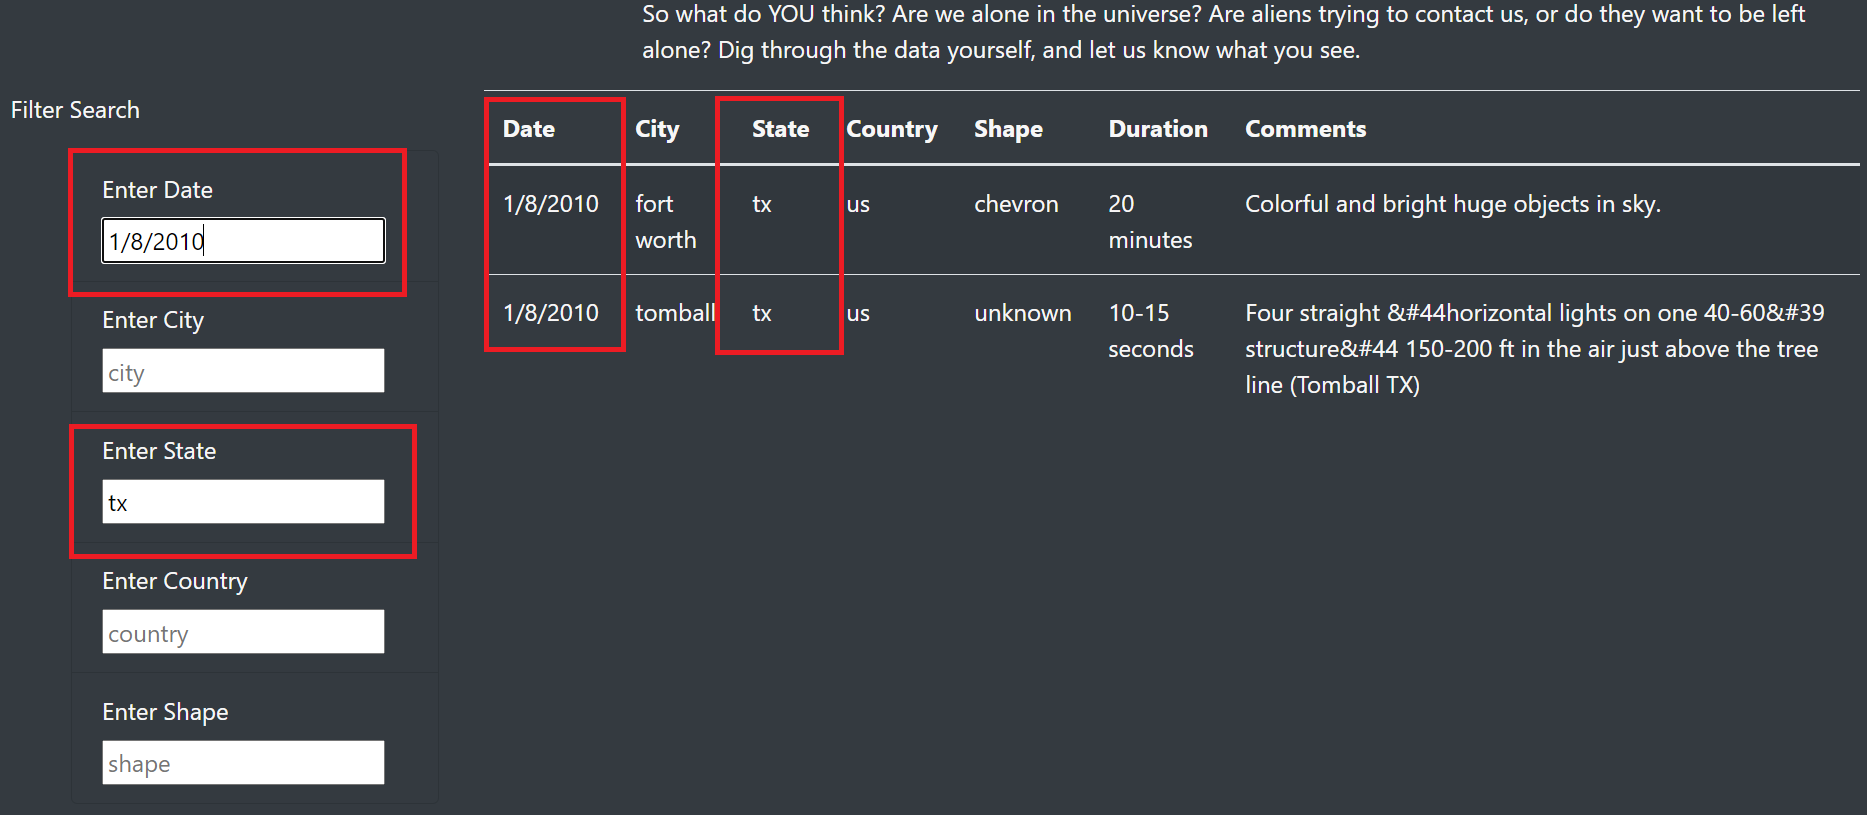 So what do YOU think? Are we alone in the universe? Are aliens trying to contact us, or do they want to be left
alone? Dig through the data yourself, and let us know what you see.
Filter Search
Enter Date
1/8/2010
Enter City
city
Enter State
tx
Enter Country
country
Enter Shape
shape
Date City State Country Shape Duration Comments
1/8/2010 fort tx us chevron 20 Colorful and bright huge objects in sky.
worth minutes
1/8/2010 tomball tx us unknown 10-15 Four straight &#44horizontal lights on one 40-60&#39
seconds structure&#44 150-200 ft in the air just above the tree
line (Tomball TX)